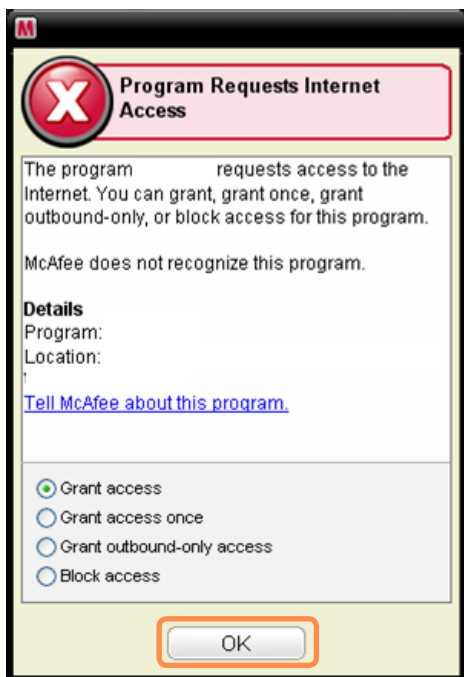 M
Program Requests Internet
Access
The program requests access to the
Internet. You can grant, grant once, grant
outbound-only, or block access for this program.
McAfee does not recognize this program.
Details
Program:
Location:
Tell McAfee about this program.
Grant access
Grant access once
Grant outbound-only access
Block access
OK